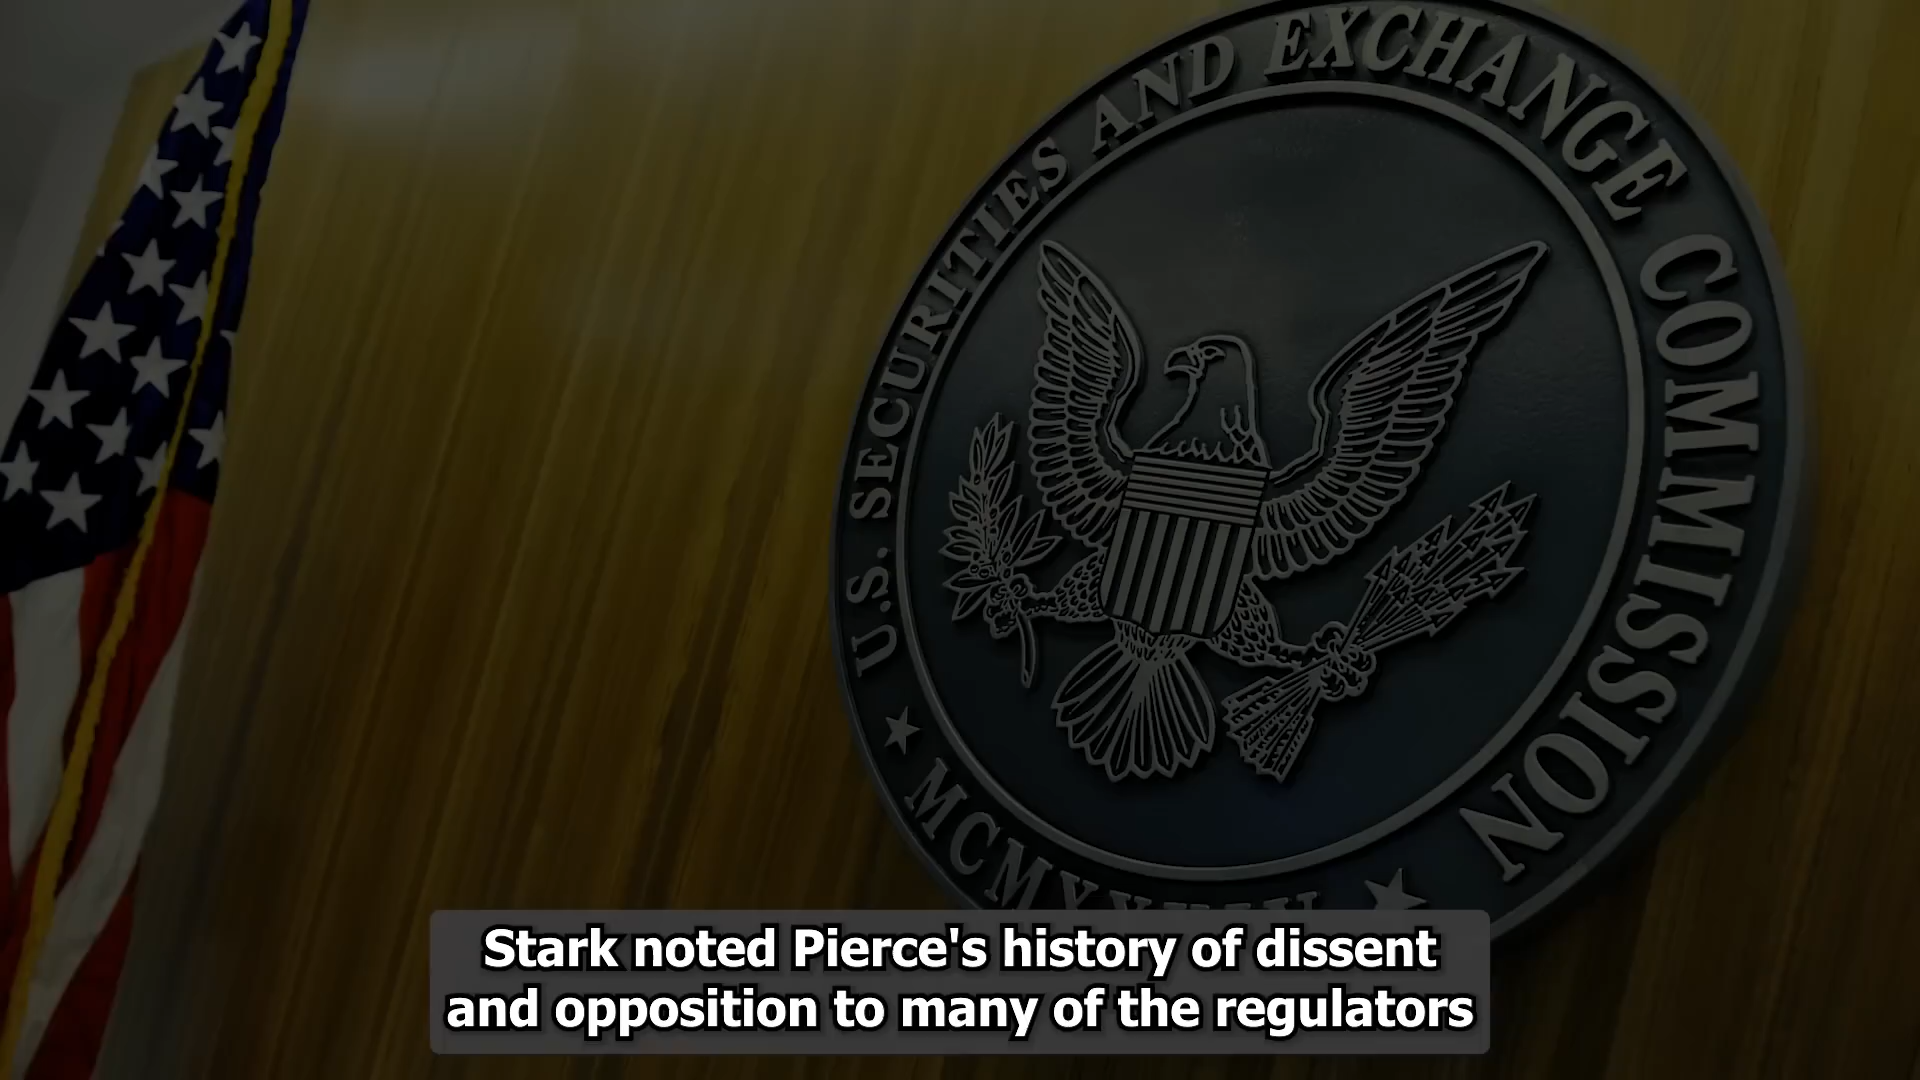 U.S. SECURITIES AND EXCHANGE COMMISSION
Stark noted Pierce's history of dissent
and opposition to many of the regulators